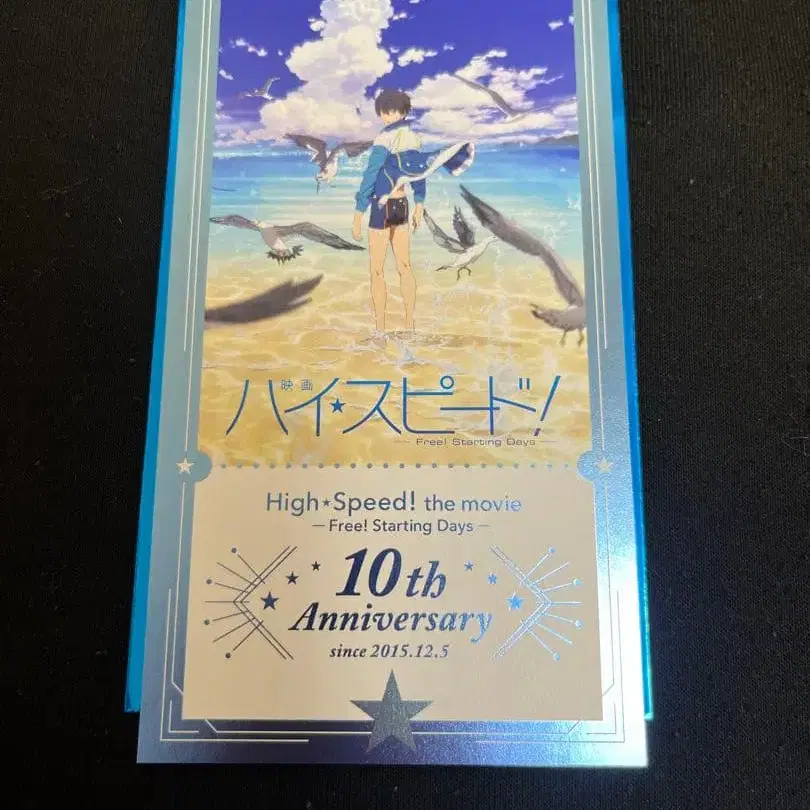 映画
ハイ★スピード!
Free! Starting Days
High★Speed! the movie
—Free! Starting Days—
10th
Anniversary
since 2015.12.5